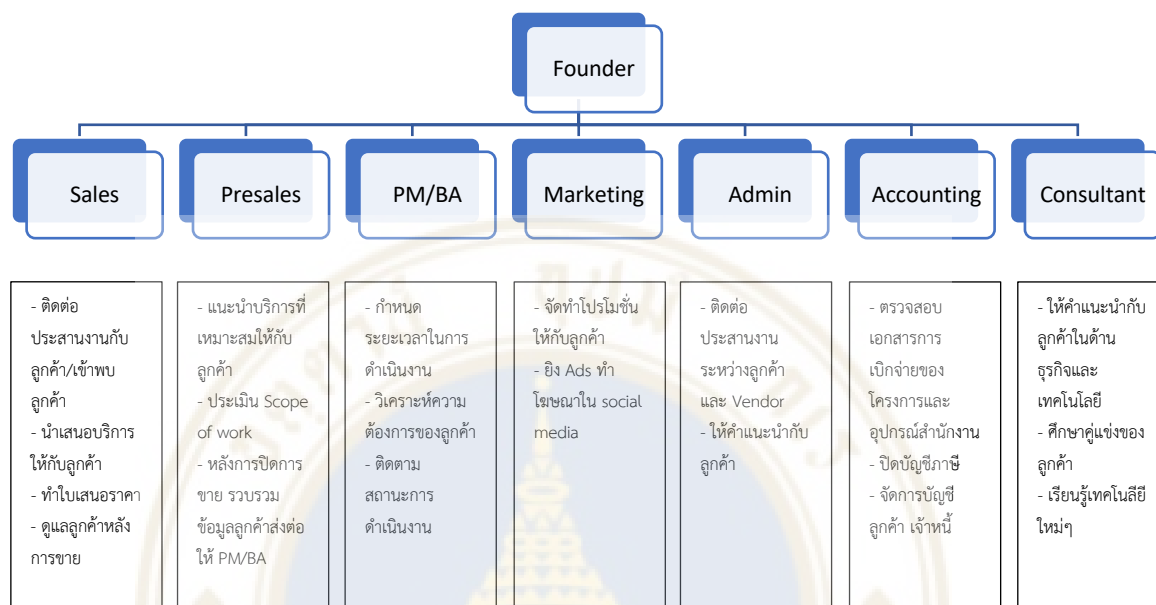 Founder
Sales
Presales
PM/BA
Marketing
Admin
Accounting
Consultant
- ติดต่อ
ประสานงานกับ
ลูกค้า/เข้าพบ
ลูกค้า
- นำเสนอบริการ
ให้กับลูกค้า
- ทำใบเสนอราคา
- ดูแลลูกค้าหลัง
การขาย
- แนะนำบริการที่
เหมาะสมให้กับ
ลูกค้า
- ประเมิน Scope
of work
- หลังการปิดการ
ขาย รวบรวม
ข้อมูลลูกค้าส่งต่อ
ให้ PM/BA
- กำหนด
ระยะเวลาในการ
ดำเนินงาน
- วิเคราะห์ความ
ต้องการของลูกค้า
- ติดตาม
สถานะการ
ดำเนินงาน
- จัดทำโปรโมชั่น
ให้กับลูกค้า
- ยิง Ads ทำ
โฆษณาใน social
media
- ติดต่อ
ประสานงาน
ระหว่างลูกค้า
และ Vendor
- ให้คำแนะนำกับ
ลูกค้า
- ตรวจสอบ
เอกสารการ
เบิกจ่ายของ
โครงการและ
อุปกรณ์สำนักงาน
- ปิดบัญชีภาษี
- จัดการบัญชี
ลูกค้า เจ้าหนี้
- ให้คำแนะนำกับ
ลูกค้าในด้าน
ธุรกิจและ
เทคโนโลยี
- ศึกษาคู่แข่งของ
ลูกค้า
- เรียนรู้เทคโนลียี
ใหม่ๆ